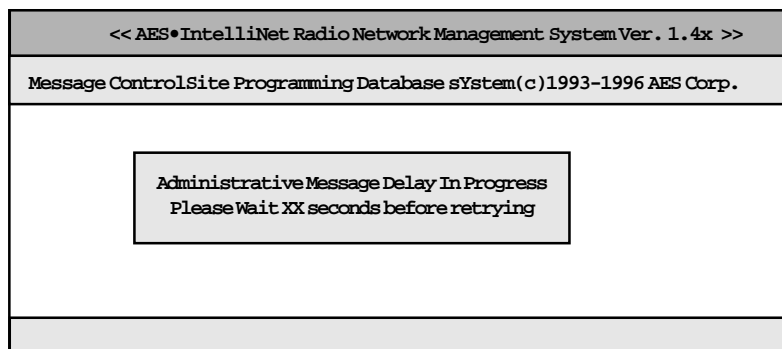 << AES•IntelliNet Radio Network Management System Ver. 1.4x >>
Message Control Site Programming Database sYstem (c)1993-1996 AES Corp.
Administrative Message Delay In Progress
Please Wait XX seconds before retrying